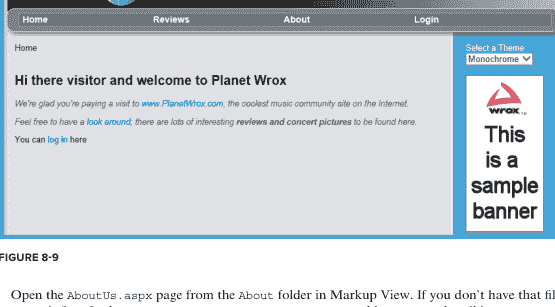 Home Reviews About Login
Home
Select a Theme
Monochrome
Hi there visitor and welcome to Planet Wrox
We're glad you're paying a visit to www.PlanetWrox.com, the coolest music community site on the Internet.
Feel free to have a look around; there are lots of interesting reviews and concert pictures to be found here.
You can log in here
wrox
This
is a
sample
banner
FIGURE 8-9
Open the AboutUs.aspx page from the About folder in Markup View. If you don't have that fil